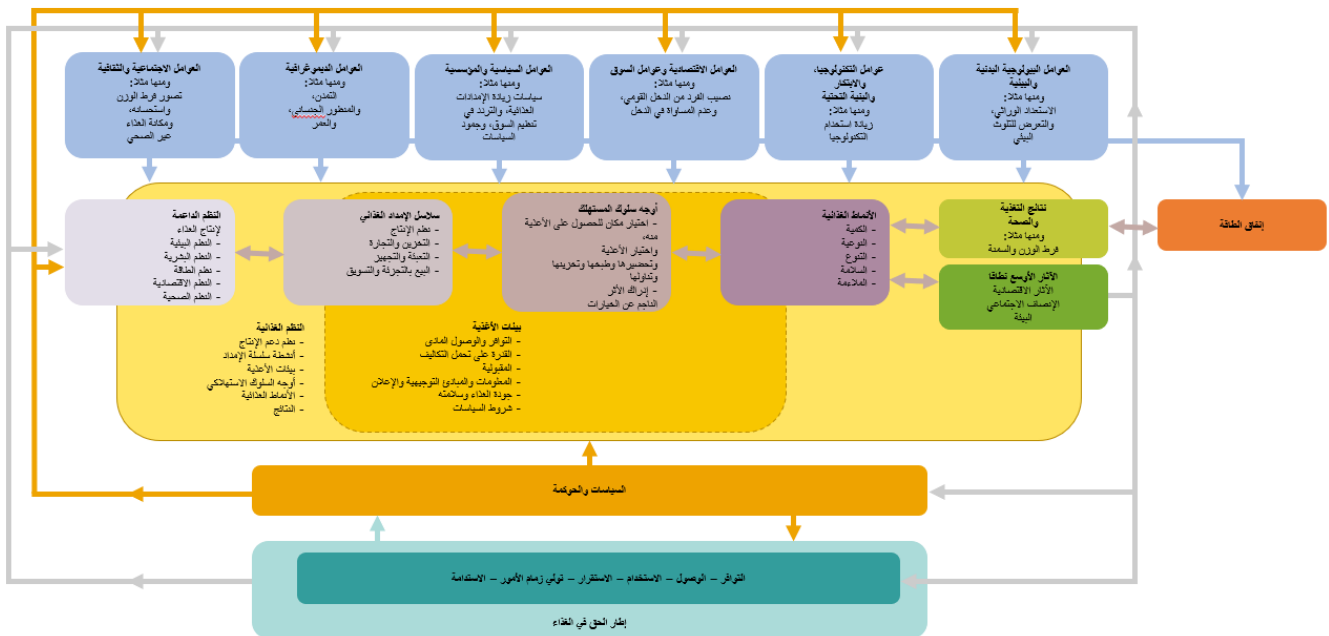 العوامل البيولوجية البدنية
والبيئية
ومنها مثلا:
الاستعداد الوراثي،
والتعرض للتلوث
البيئي
عوامل التكنولوجيا،
والابتكار
والبنية التحتية
ومنها مثلا:
زيادة استخدام
التكنولوجيا
العوامل الاقتصادية وعوامل السوق
ومنها مثلا:
نصيب الفرد من الدخل القومي،
وعدم المساواة في الدخل
العوامل السياسية والمؤسسية
ومنها مثلا:
سياسات زيادة الإمدادات
الغذائية، والتردد في
تنظيم السوق، وجمود
السياسات
العوامل الديموغرافية
التمدن،
والمنظور الجنساني،
والعمر
العوامل الاجتماعية والثقافية
ومنها مثلا:
تصور فرط الوزن
واستحسانه،
ومكانة الغذاء
غير الصحي
إنفاق الطاقة
نتائج التغذية
والصحة
ومنها مثلا:
فرط الوزن والسمنة
الآثار الأوسع نطاقا
الآثار الاقتصادية
الإنصاف الاجتماعي
البيئة
الأنماط الغذائية
- الكمية
- النوعية
- التنوع
- السلامة
- الملاءمة
أوجه سلوك المستهلك
- اختيار مكان للحصول على الأغذية
منه،
واختيار الأغذية
وتحضيرها وطبخها وتخزينها
وتناولها
- إدراك الأثر
الناجم عن الخيارات
سلاسل الإمداد الغذائي
- نظم الإنتاج
- التخزين والتجارة
- التعبئة والتجهيز
- البيع بالتجزئة والتسويق
النظم الداعمة
لإنتاج الغذاء
- النظم البيئية
- النظم البشرية
- نظم الطاقة
- النظم الاقتصادية
- النظم الصحية
بيئات الأغذية
- التوافر والوصول المادى
- القدرة على تحمل التكاليف
- المقبولية
- المعلومات والمبادئ التوجيهية والإعلان
- جودة الغذاء وسلامته
- شروط السياسات
النظم الغذائية
- نظم دعم الإنتاج
- أنشطة سلسلة الإمداد
- بيئات الأغذية
- أوجه السلوك الاستهلاكي
- الأنماط الغذائية
- النتائج
السياسات والحوكمة
التوافر – الوصول – الاستخدام – الاستقرار – تولي زمام الأمور – الاستدامة
إطار الحق في الغذاء